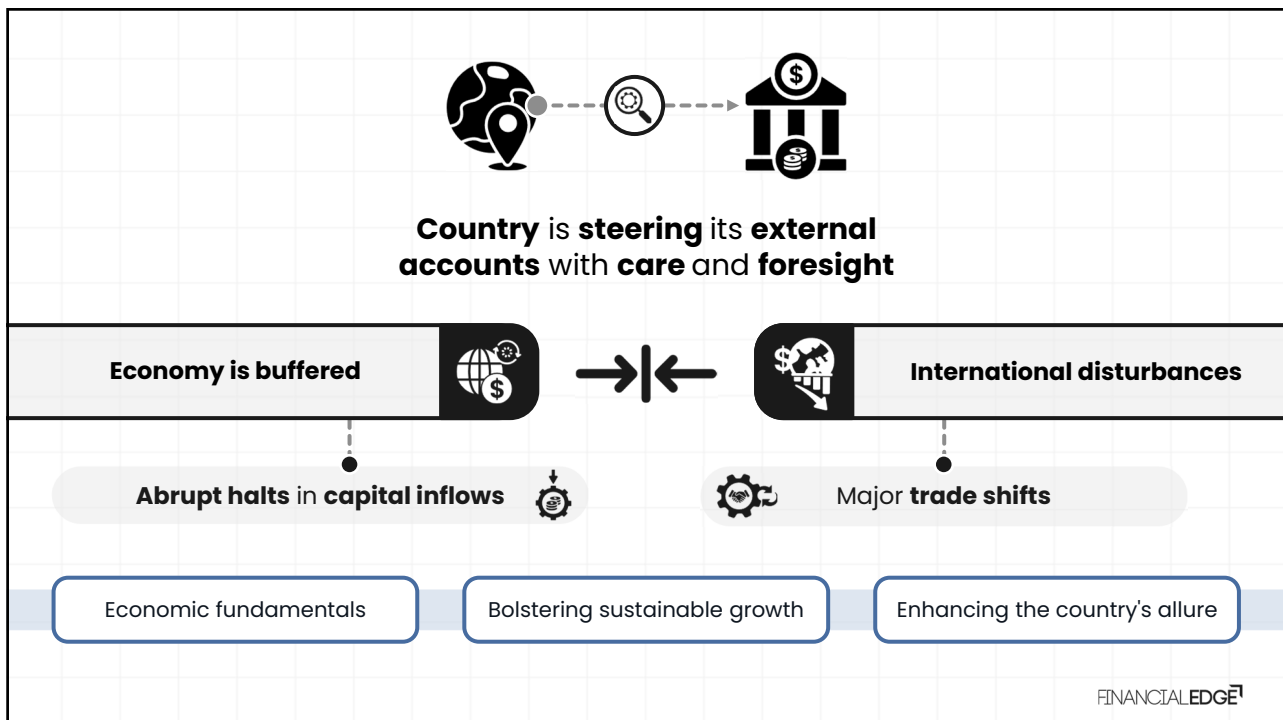 Country is steering its external
accounts with care and foresight
Economy is buffered
International disturbances
Abrupt halts in capital inflows
Major trade shifts
Economic fundamentals
Bolstering sustainable growth
Enhancing the country's allure
FINANCIALEDGE